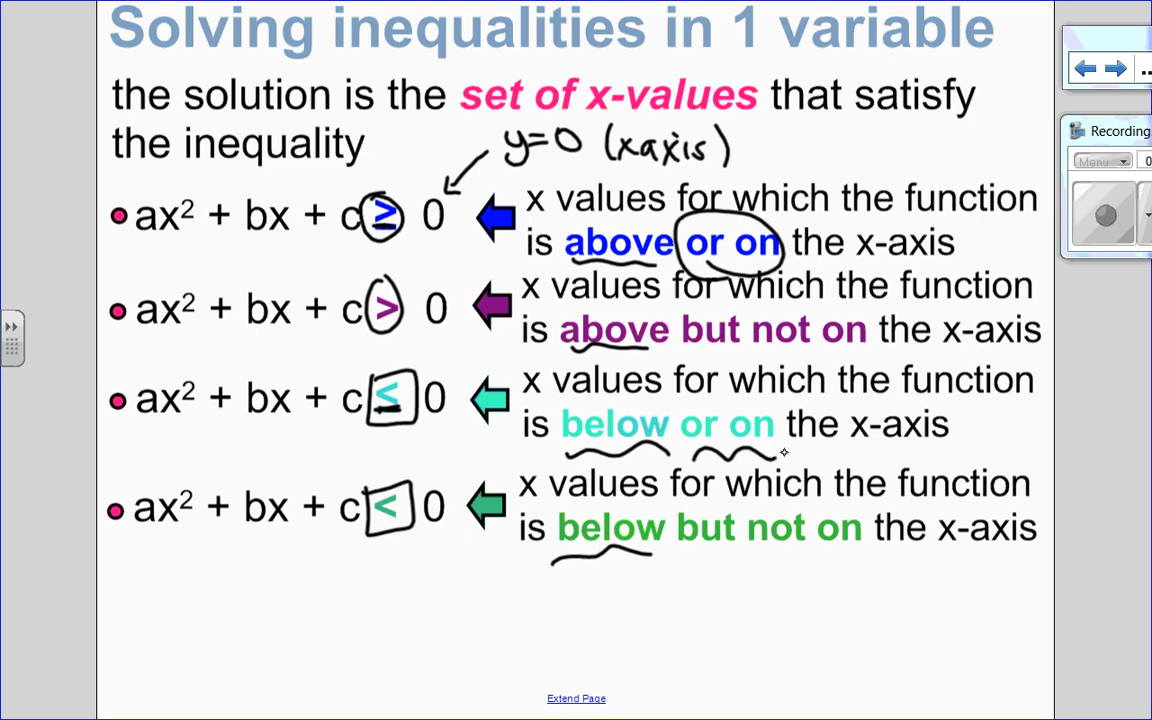 Solving inequalities in 1 variable
the solution is the set of x-values that satisfy
the inequality
y=0 (xaxis)
• ax² + bx + c ≥ 0
x values for which the function
is above or on the x-axis
• ax² + bx + c > 0
x values for which the function
is above but not on the x-axis
• ax² + bx + c ≤ 0
x values for which the function
is below or on the x-axis
• ax² + bx + c < 0
x values for which the function
is below but not on the x-axis
Extend Page
Recording
Menu
0